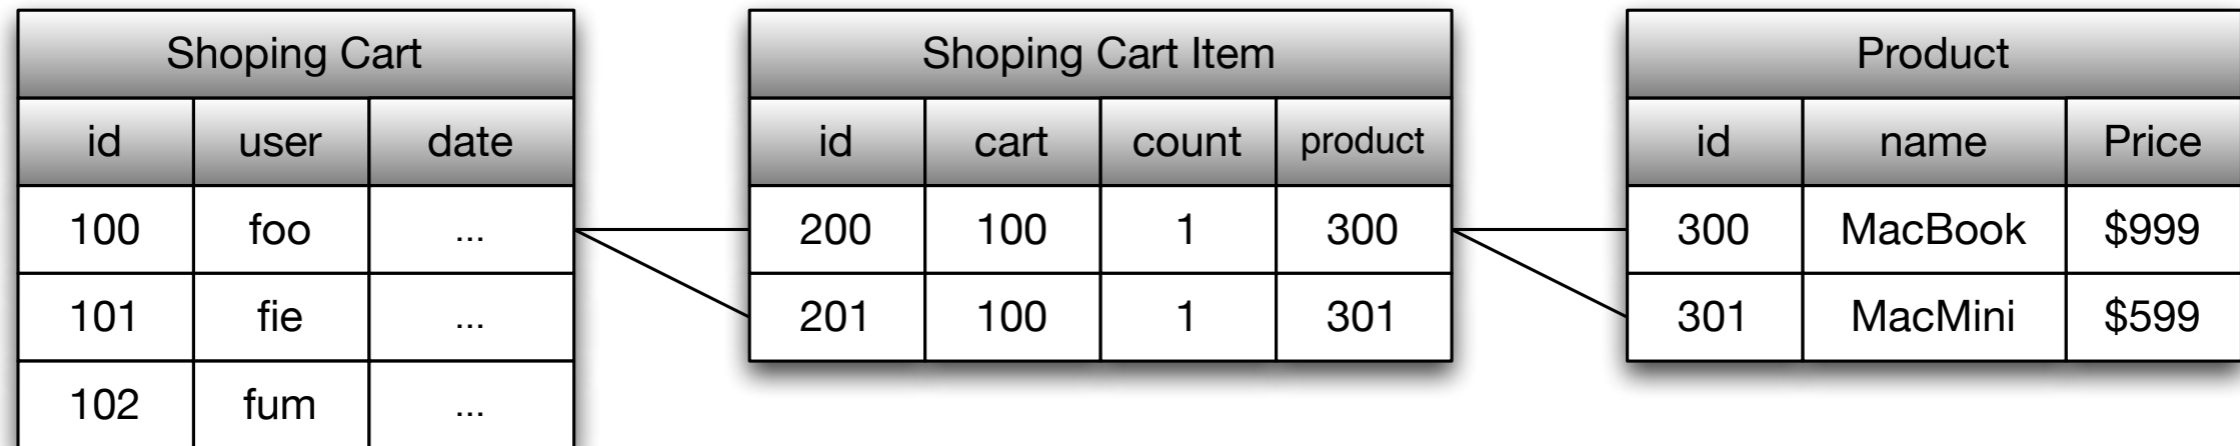 Shoping Cart
id user date
100 foo ...
101 fie ...
102 fum ...
Shoping Cart Item
id cart count product
200 100 1 300
201 100 1 301
Product
id name Price
300 MacBook $999
301 MacMini $599